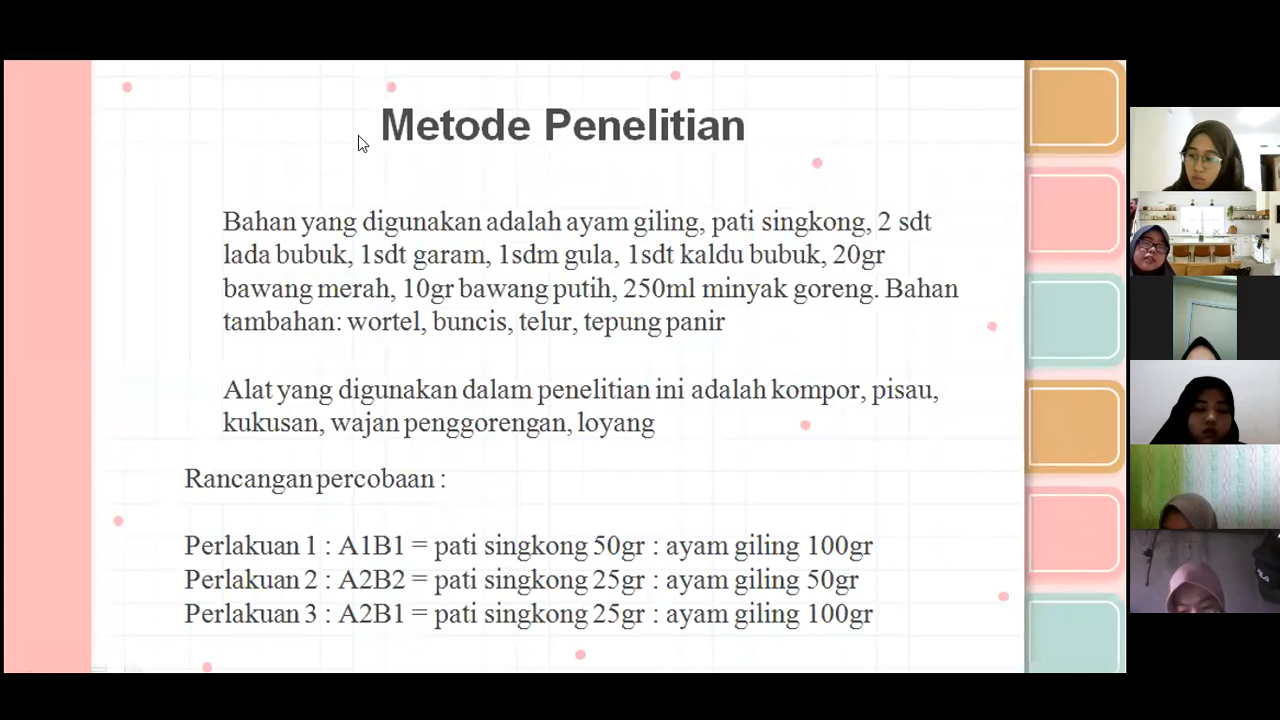 Metode Penelitian
Bahan yang digunakan adalah ayam giling, pati singkong, 2 sdt
lada bubuk, 1sdt garam, 1sdm gula, 1sdt kaldu bubuk, 20gr
bawang merah, 10gr bawang putih, 250ml minyak goreng. Bahan
tambahan: wortel, buncis, telur, tepung panir
Alat yang digunakan dalam penelitian ini adalah kompor, pisau,
kukusan, wajan penggorengan, loyang
Rancangan percobaan :
Perlakuan 1 : A1B1 = pati singkong 50gr : ayam giling 100gr
Perlakuan 2 : A2B2 = pati singkong 25gr : ayam giling 50gr
Perlakuan 3 : A2B1 = pati singkong 25gr : ayam giling 100gr